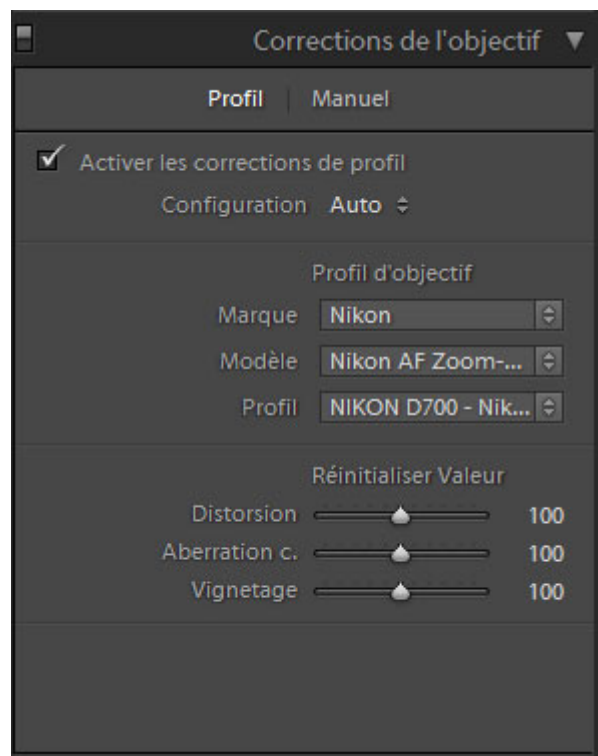 Corrections de l'objectif
Profil | Manuel
Activer les corrections de profil
Configuration Auto
Profil d'objectif
Marque Nikon
Modèle Nikon AF Zoom-...
Profil NIKON D700 - Nik...
Réinitialiser Valeur
Distorsion 100
Aberration c. 100
Vignetage 100